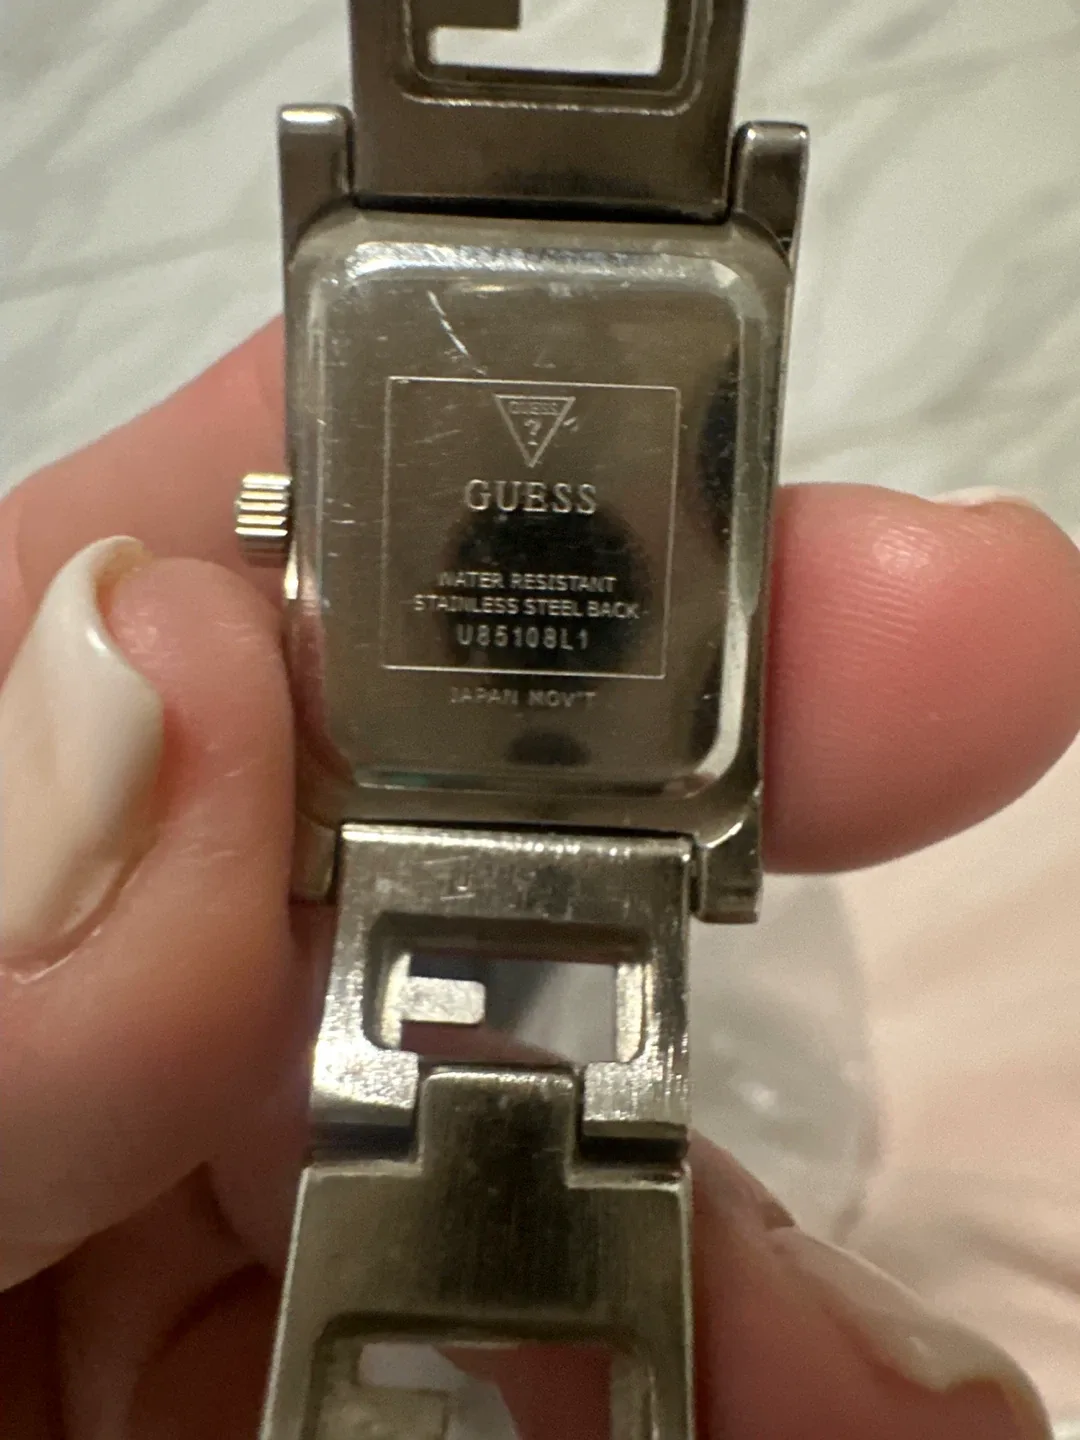 GUESS
?
GUESS
WATER RESISTANT
STAINLESS STEEL BACK
U85108L1
JAPAN MOV'T